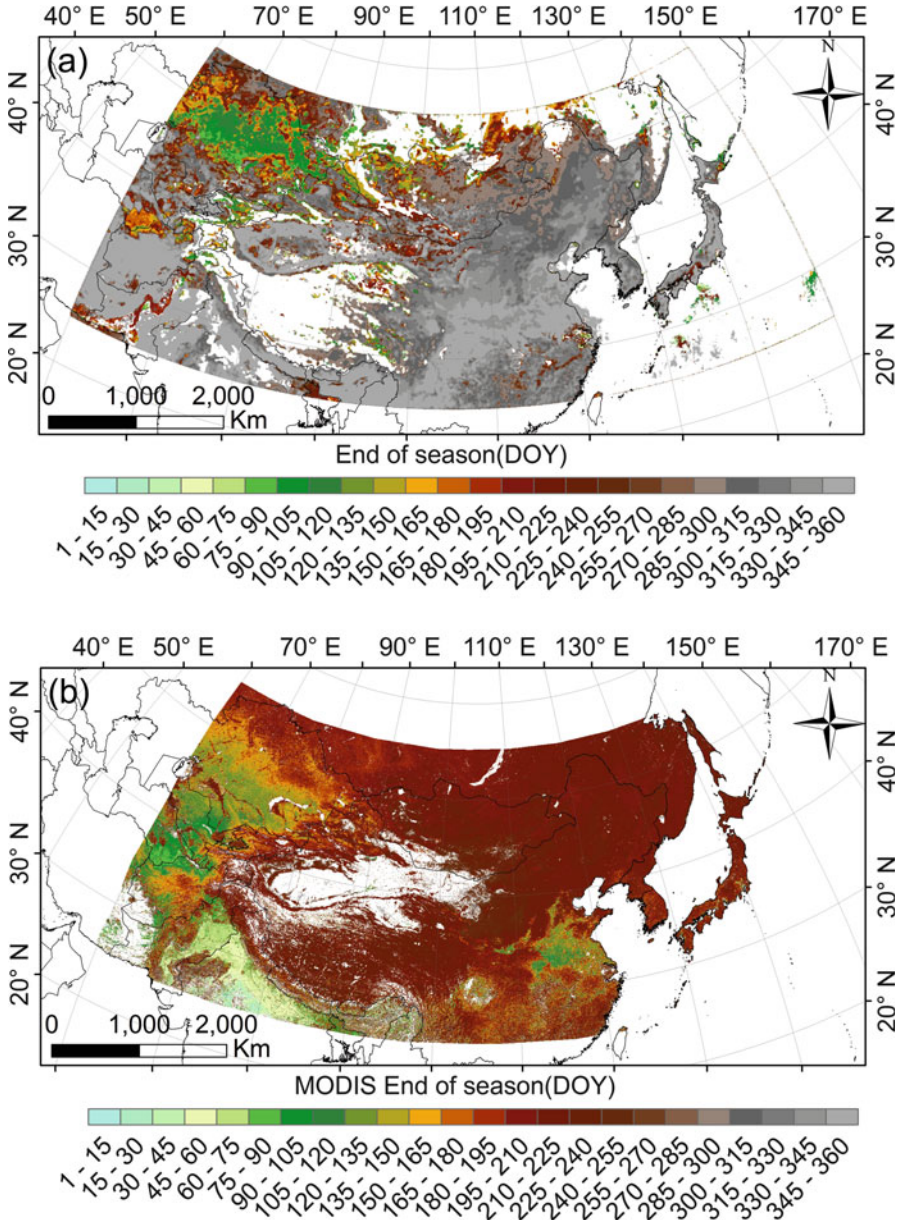 40° E 50° E 70° E 90° E 110° E 130° E 150° E 170° E
(a)
N
40° N
30° N
20° N
40° N
30° N
20° N
0 1,000 2,000
Km
End of season(DOY)
1 - 15
15 - 30
30 - 45
45 - 60
60 - 75
75 - 90
90 - 105
105 - 120
120 - 135
135 - 150
150 - 165
165 - 180
180 - 195
195 - 210
210 - 225
225 - 240
240 - 255
255 - 270
270 - 285
285 - 300
300 - 315
315 - 330
330 - 345
345 - 360
40° E 50° E 70° E 90° E 110° E 130° E 150° E 170° E
(b)
N
40° N
30° N
20° N
40° N
30° N
20° N
0 1,000 2,000
Km
MODIS End of season(DOY)
1 - 15
15 - 30
30 - 45
45 - 60
60 - 75
75 - 90
90 - 105
105 - 120
120 - 135
135 - 150
150 - 165
165 - 180
180 - 195
195 - 210
210 - 225
225 - 240
240 - 255
255 - 270
270 - 285
285 - 300
300 - 315
315 - 330
330 - 345
345 - 360